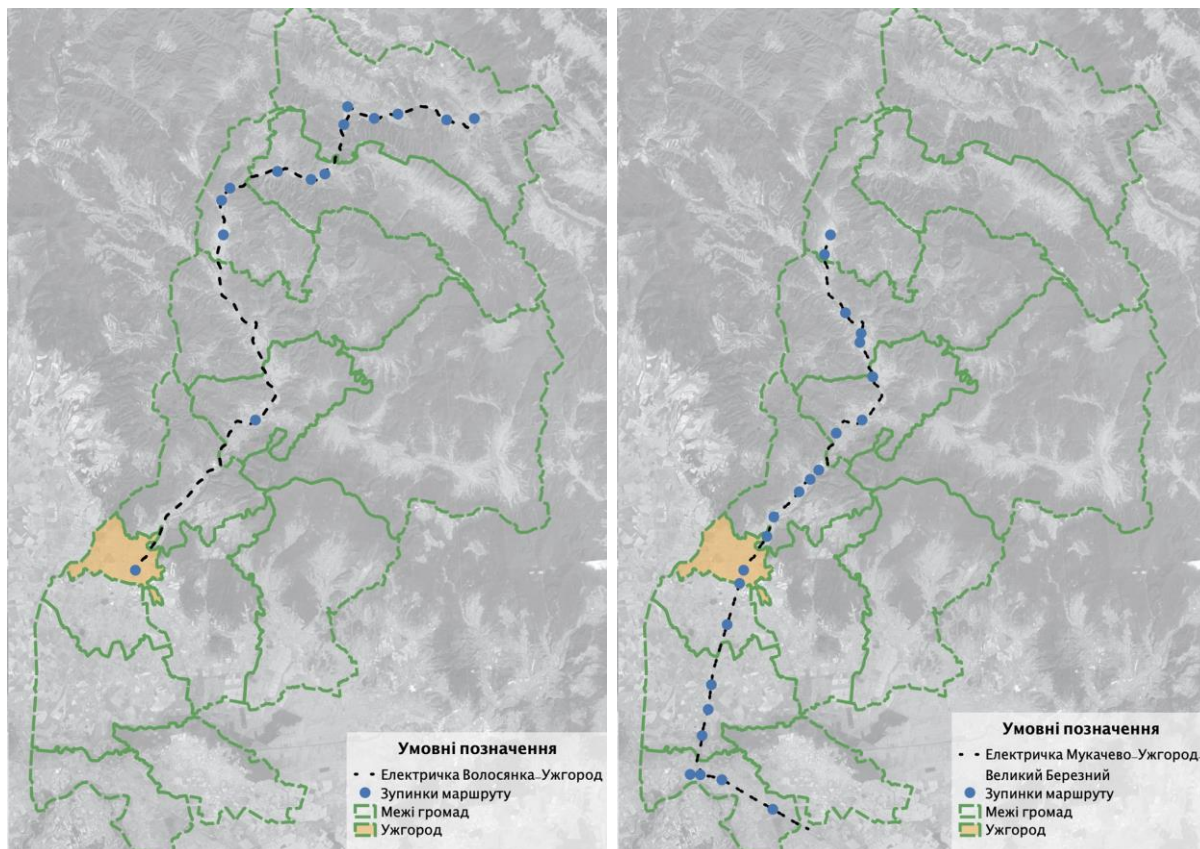 Умовні позначення
Електричка Волосянка-Ужгород
Зупинки маршруту
Межі громад
Ужгород
Умовні позначення
Електричка Мукачево-Ужгород-
Великий Березний
Зупинки маршруту
Межі громад
Ужгород